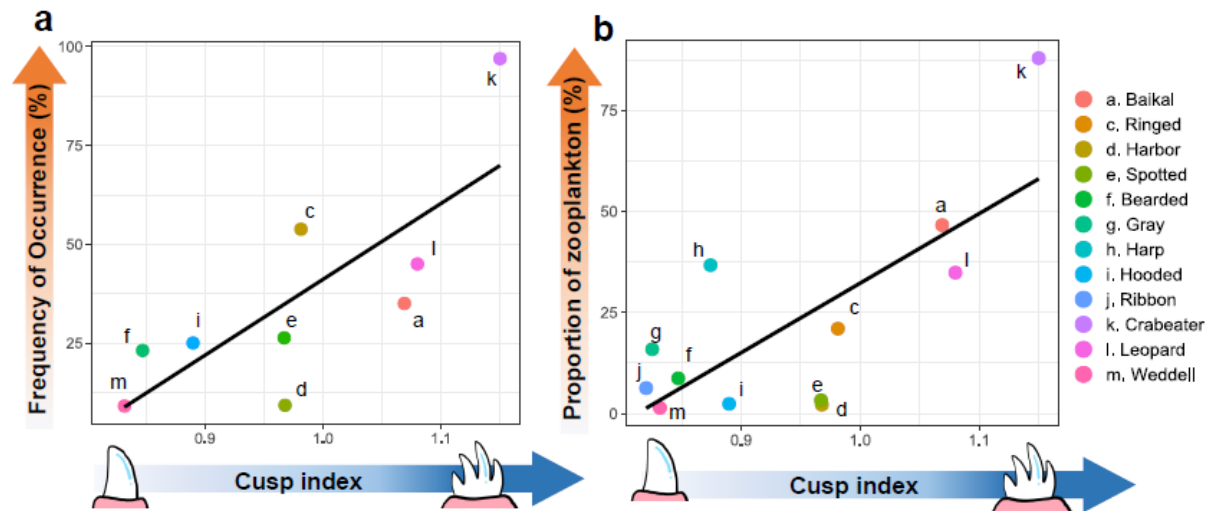 a
Frequency of Occurrence (%)
100
75
50
25
0.9 1.0 1.1
k
c
l
a
e
i
f
m
d
Cusp index
b
Proportion of zooplankton (%)
75
50
25
0
0.9 1.0 1.1
k
a
l
h
c
g
f
j
m
i
e
d
Cusp index
a. Baikal
c, Ringed
d. Harbor
e, Spotted
f. Bearded
g. Gray
h, Harp
i. Hooded
j. Ribbon
k. Crabeater
l. Leopard
m, Weddell